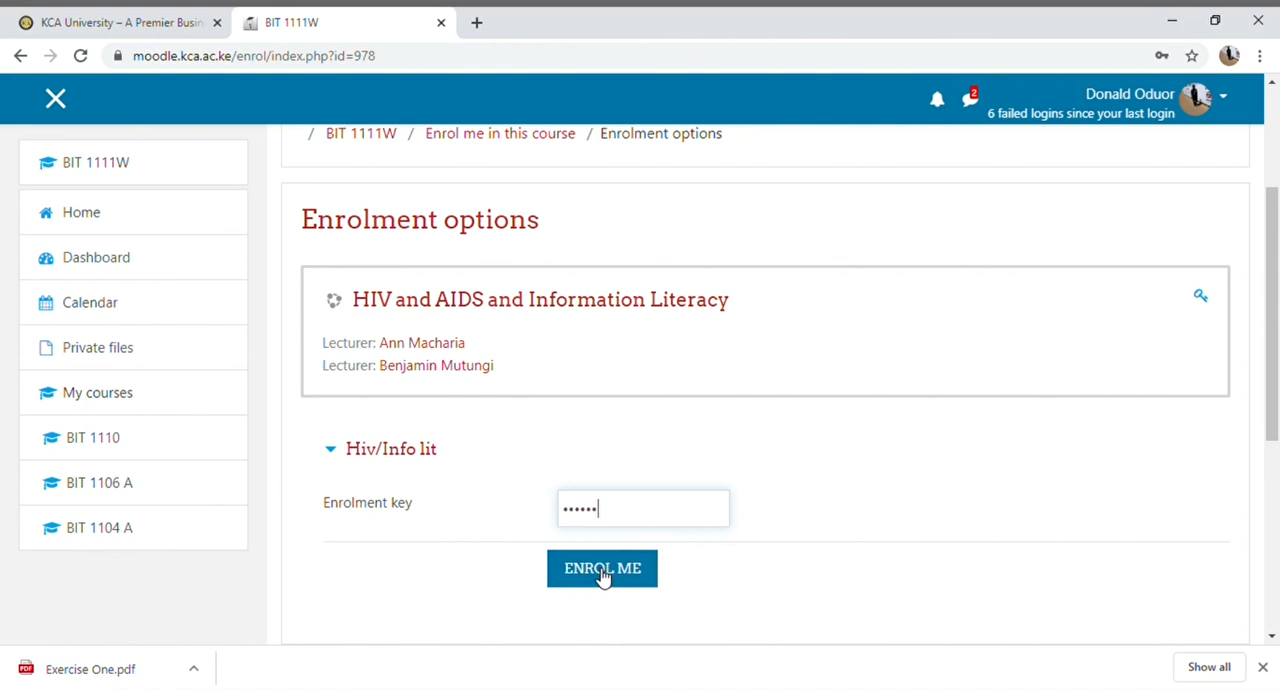 KCA University – A Premier Busin
BIT 1111W
moodle.kca.ac.ke/enrol/index.php?id=978
2
Donald Oduor
6 failed logins since your last login
BIT 1111W
Home
Dashboard
Calendar
Private files
My courses
BIT 1110
BIT 1106 A
BIT 1104 A
/ BIT 1111W / Enrol me in this course / Enrolment options
Enrolment options
HIV and AIDS and Information Literacy
Lecturer: Ann Macharia
Lecturer: Benjamin Mutungi
Hiv/Info lit
Enrolment key
••••••
ENROL ME
PDF
Exercise One.pdf
Show all